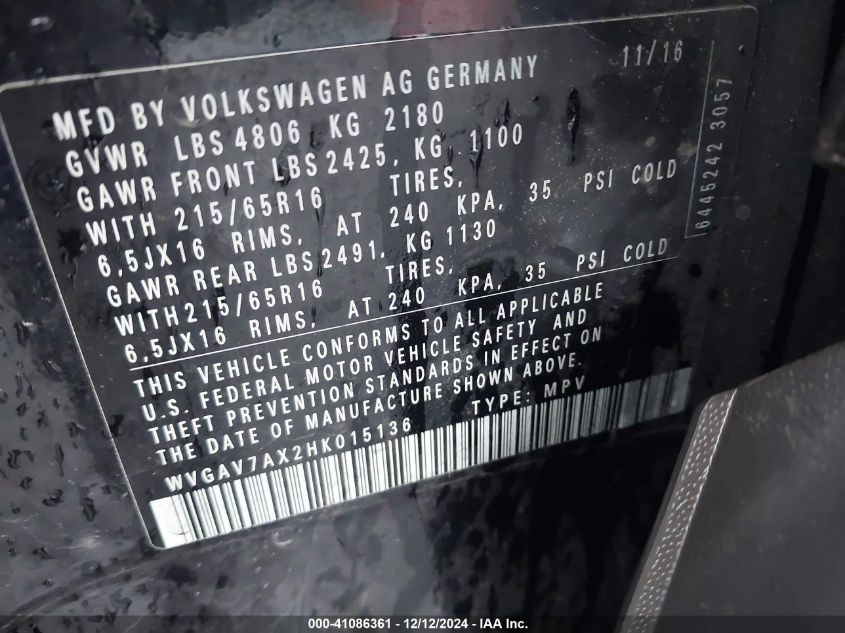 MFD BY VOLKSWAGEN AG GERMANY 11/16
GVWR LBS 4806 KG 2180
GAWR FRONT LBS 2425, KG 1100
WITH 215/65R16 TIRES,
6,5JX16 RIMS, AT 240 KPA, 35 PSI COLD
GAWR REAR LBS 2491, KG 1130
WITH 215/65R16 TIRES,
6,5JX16 RIMS, AT 240 KPA, 35 PSI COLD
THIS VEHICLE CONFORMS TO ALL APPLICABLE
U.S. FEDERAL MOTOR VEHICLE SAFETY AND
THEFT PREVENTION STANDARDS IN EFFECT ON
THE DATE OF MANUFACTURE SHOWN ABOVE.
WVGAV7AX2HK015136 TYPE: MPV
6445242 3057
000-41086361 - 12/12/2024 - IAA Inc.